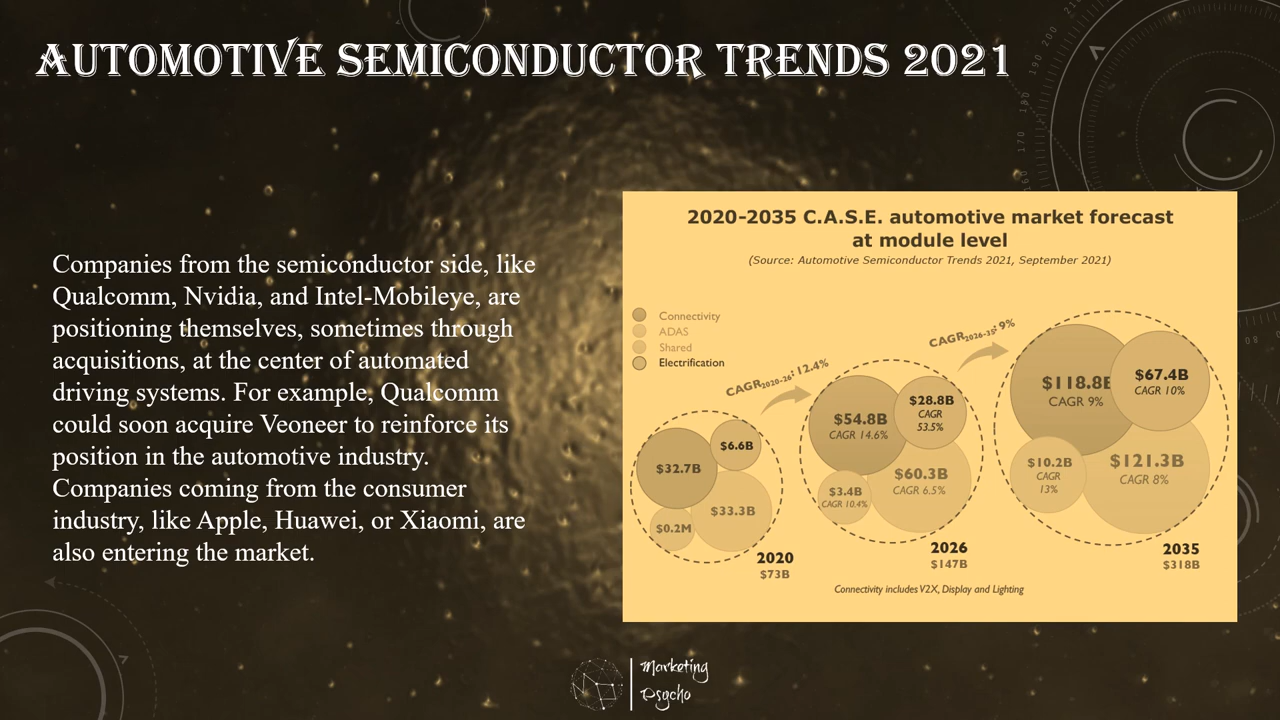 AUTOMOTIVE SEMICONDUCTOR TRENDS 2021
Companies from the semiconductor side, like
Qualcomm, Nvidia, and Intel-Mobileye, are
positioning themselves, sometimes through
acquisitions, at the center of automated
driving systems. For example, Qualcomm
could soon acquire Veoneer to reinforce its
position in the automotive industry.
Companies coming from the consumer
industry, like Apple, Huawei, or Xiaomi, are
also entering the market.
2020-2035 C.A.S.E. automotive market forecast
at module level
(Source: Automotive Semiconductor Trends 2021, September 2021)
Connectivity
ADAS
Shared
Electrification
CAGR2020-26: 12.4%
CAGR2026-35: 9%
$6.6B
$32.7B
$33.3B
$0.2M
2020
$73B
$28.8B
CAGR
53.5%
$54.8B
CAGR 14.6%
$60.3B
CAGR 6.5%
$3.4B
CAGR 10.4%
2026
$147B
$118.8B
CAGR 9%
$67.4B
CAGR 10%
$10.2B
CAGR
13%
$121.3B
CAGR 8%
2035
$318B
Connectivity includes V2X, Display and Lighting
Marketing
Psycho
210
200
190
180
170
160